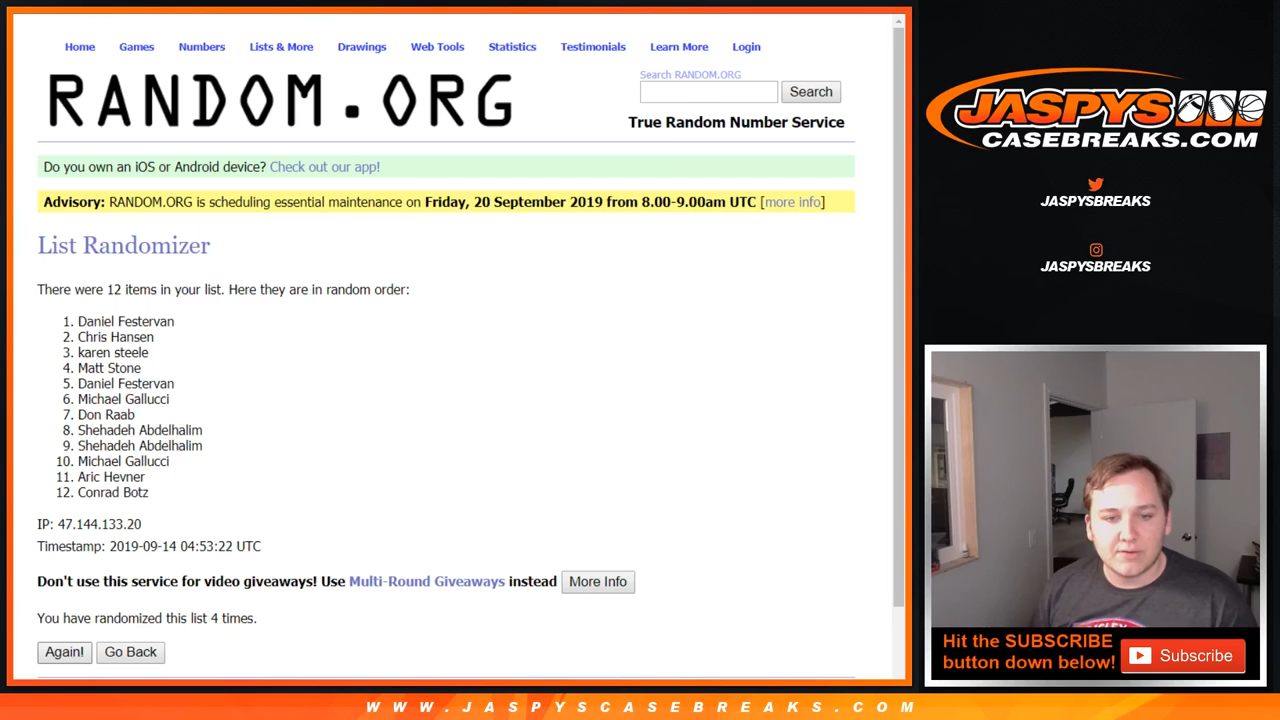 Home Games Numbers Lists & More Drawings Web Tools Statistics Testimonials Learn More Login
RANDOM.ORG
Search RANDOM.ORG
Search
True Random Number Service
Do you own an iOS or Android device? Check out our app!
Advisory: RANDOM.ORG is scheduling essential maintenance on Friday, 20 September 2019 from 8.00-9.00am UTC [more info]
List Randomizer
There were 12 items in your list. Here they are in random order:
1. Daniel Festervan
2. Chris Hansen
3. karen steele
4. Matt Stone
5. Daniel Festervan
6. Michael Gallucci
7. Don Raab
8. Shehadeh Abdelhalim
9. Shehadeh Abdelhalim
10. Michael Gallucci
11. Aric Hevner
12. Conrad Botz
IP: 47.144.133.20
Timestamp: 2019-09-14 04:53:22 UTC
Don't use this service for video giveaways! Use Multi-Round Giveaways instead More Info
You have randomized this list 4 times.
Again! Go Back
JASPYS
CASEBREAKS.COM
JASPYSBREAKS
JASPYSBREAKS
Hit the SUBSCRIBE
button down below!
Subscribe
WWW.JASPYSCASEBREAKS.COM